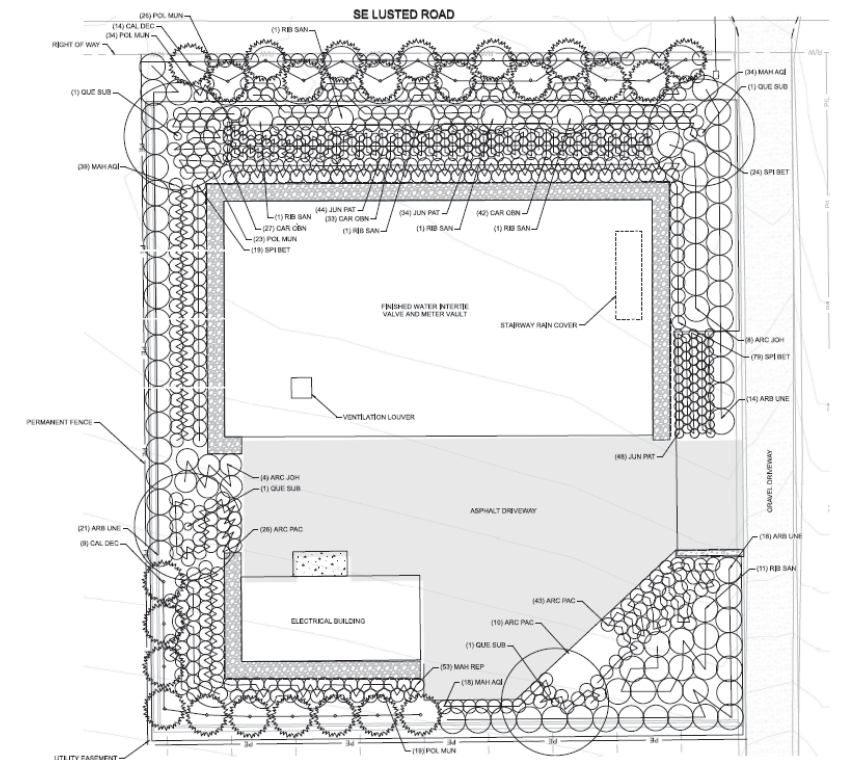 SE LUSTED ROAD
(26) POL MUN
(14) CAL DEC
(34) POL MUN
(1) RIB SAN
RIGHT OF WAY
R/W
(34) MAH AQI
(1) QUE SUB
(1) QUE SUB
P/L
(39) MAH AQI
(24) SPI BET
P/L
(44) JUN PAT
(34) JUN PAT
(42) CAR OBN
(1) RIB SAN
(33) CAR OBN
(27) CAR OBN
(1) RIB SAN
(1) RIB SAN
(1) RIB SAN
(23) POL MUN
(19) SPI BET
FINISHED WATER INTERTIE
VALVE AND METER VAULT
STAIRWAY RAIN COVER
(8) ARC JOH
(79) SPI BET
(14) ARB UNE
VENTILATION LOUVER
PERMANENT FENCE
(48) JUN PAT
GRAVEL DRIVEWAY
(4) ARC JOH
(1) QUE SUB
ASPHALT DRIVEWAY
(21) ARB UNE
(26) ARC PAC
(9) CAL DEC
(16) ARB UNE
(11) RIB SAN
(43) ARC PAC
ELECTRICAL BUILDING
(10) ARC PAC
(1) QUE SUB
(53) MAH REP
(18) MAH AQI
(19) POL MUN
PE
PE
PE
PE
PE
UTILITY EASEMENT